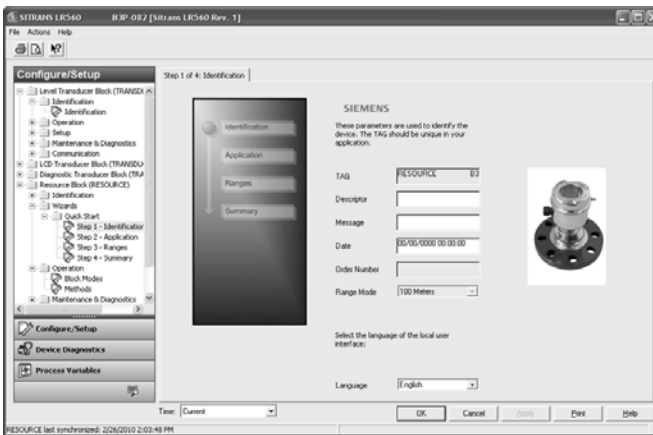 SITRANS LR560 B3P-082 [Sitrans LR560 Rev. 1]
File Actions Help
Configure/Setup
Level Transducer Block (TRANSDU
Identification
Identification
Operation
Setup
Maintenance & Diagnostics
Communication
LCD Transducer Block (TRANSDU
Diagnostic Transducer Block (TRA
Resource Block (RESOURCE)
Identification
Wizards
Quick Start
Step 1 - Identification
Step 2 - Application
Step 3 - Ranges
Step 4 - Summary
Operation
Block Modes
Methods
Maintenance & Diagnostics
Configure/Setup
Device Diagnostics
Process Variables
Step 1 of 4: Identification
Identification
Application
Ranges
Summary
SIEMENS
These parameters are used to identify the
device. The TAG should be unique in your
application.
TAG RESOURCE B3
Descriptor
Message
Date 00/00/0000 00:00:00
Order Number
Range Mode 100 Meters
Select the language of the local user
interface:
Language English
Time: Current
OK Cancel Apply Print Help
RESOURCE last synchronized: 2/26/2010 2:03:48 PM